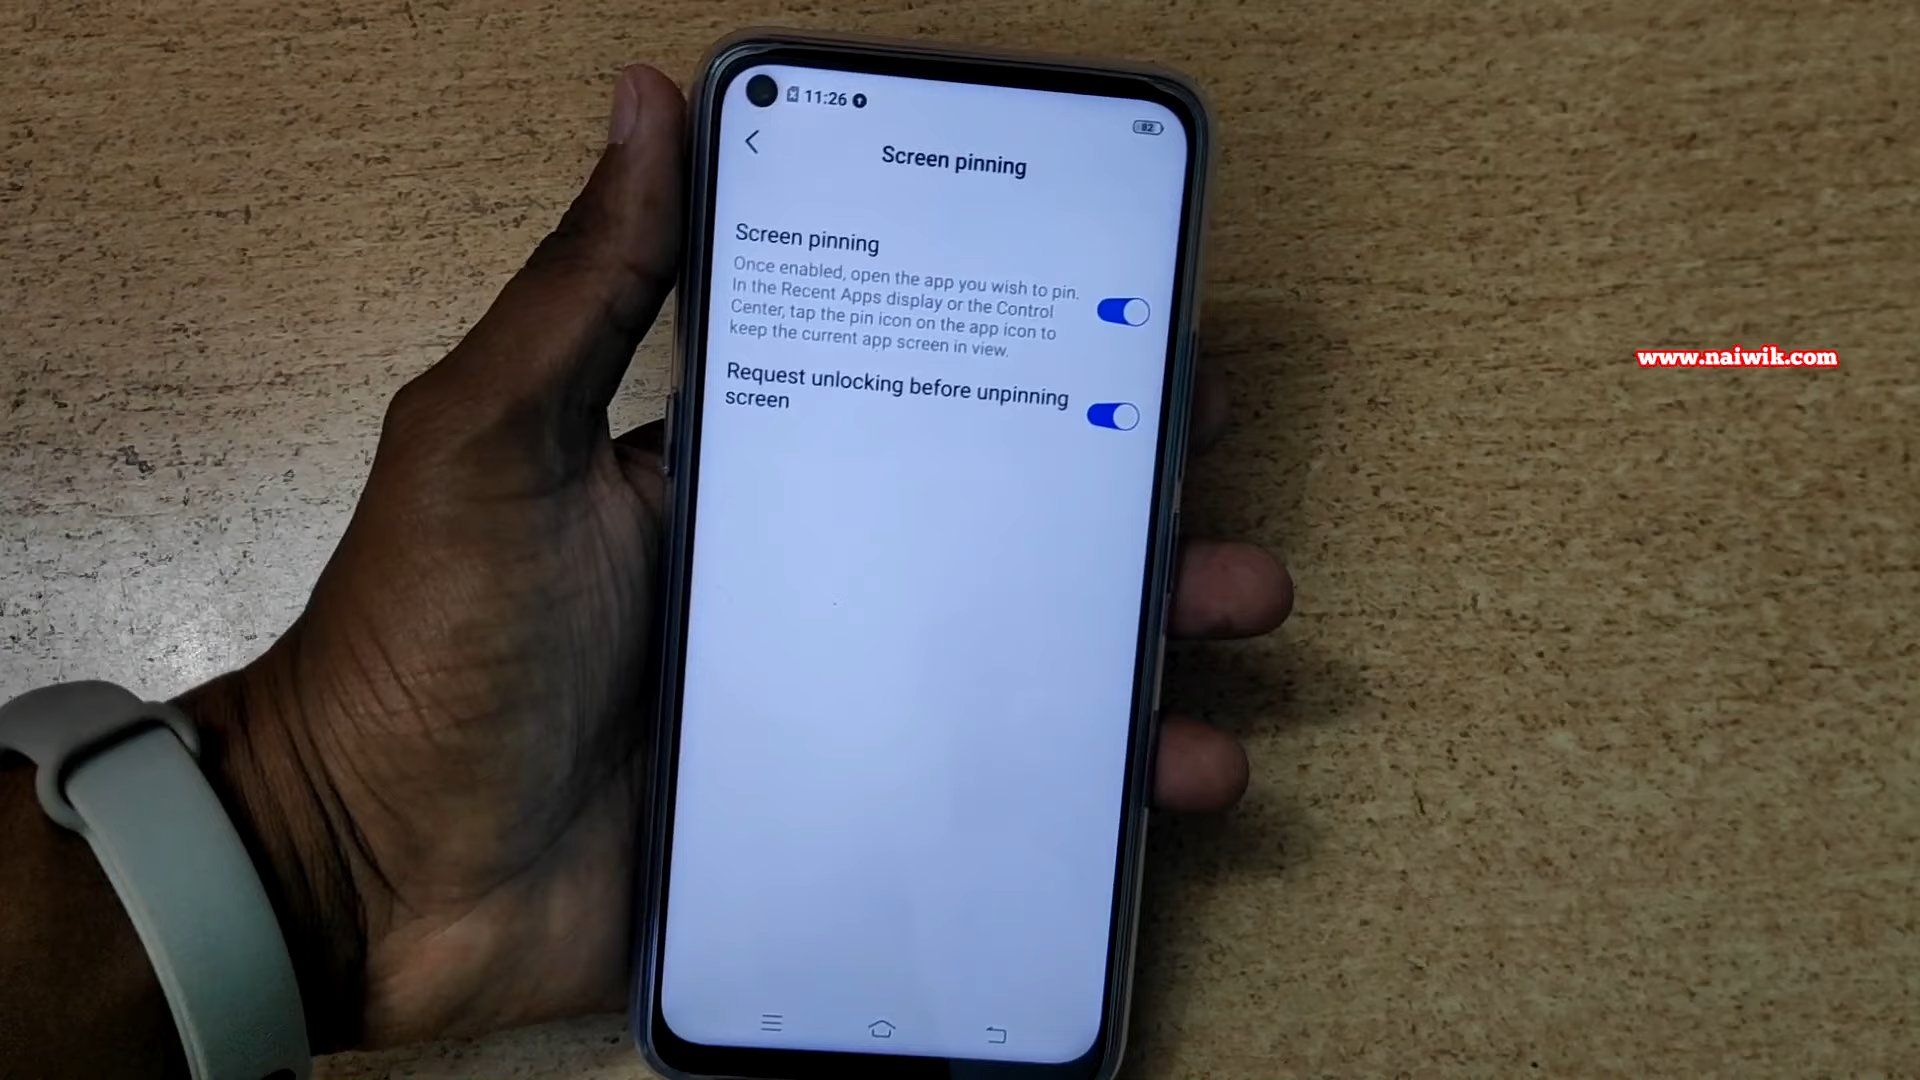 11:26
82
Screen pinning
Screen pinning
Once enabled, open the app you wish to pin.
In the Recent Apps display or the Control
Center, tap the pin icon on the app icon to
keep the current app screen in view.
Request unlocking before unpinning
screen
www.naiwik.com